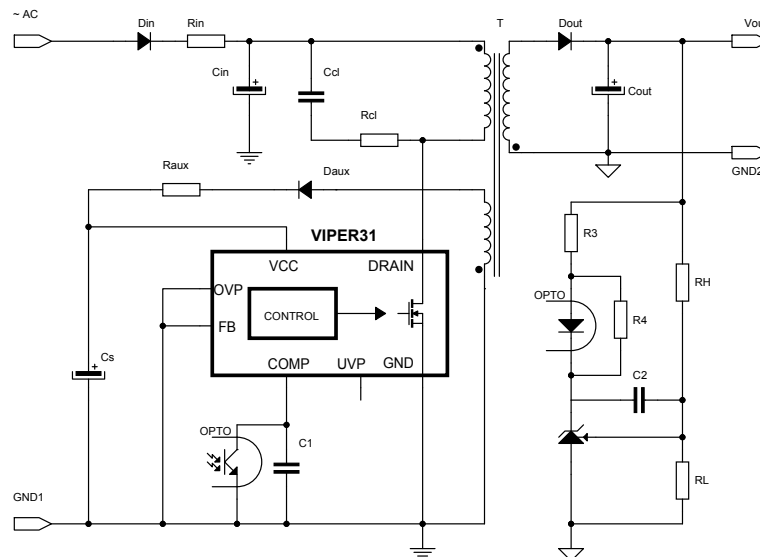 ~ AC
Din
Rin
T
Dout
Vou
Cin
+
Ccl
Rcl
+
Cout
GND2
Raux
Daux
VIPER31
VCC
DRAIN
OVP
CONTROL
FB
COMP
UVP
GND
R3
OPTO
R4
RH
Cs
+
C2
OPTO
C1
RL
GND1